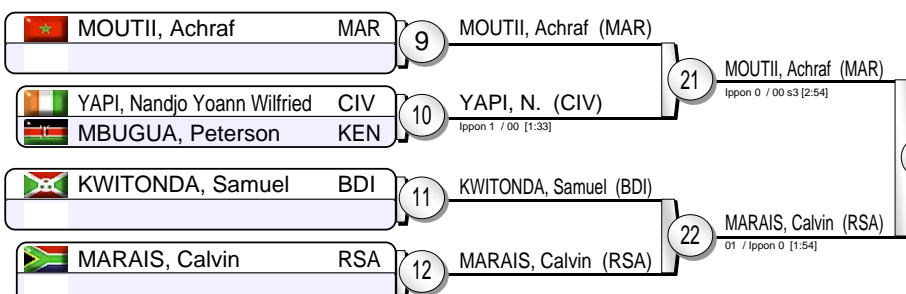 MOUTII, Achraf MAR
9
MOUTII, Achraf (MAR)
21
MOUTII, Achraf (MAR)
Ippon 0 / 00 s3 [2:54]
YAPI, Nandjo Yoann Wilfried CIV
MBUGUA, Peterson KEN
10
YAPI, N. (CIV)
Ippon 1 / 00 [1:33]
KWITONDA, Samuel BDI
11
KWITONDA, Samuel (BDI)
22
MARAIS, Calvin (RSA)
01 / Ippon 0 [1:54]
MARAIS, Calvin RSA
12
MARAIS, Calvin (RSA)